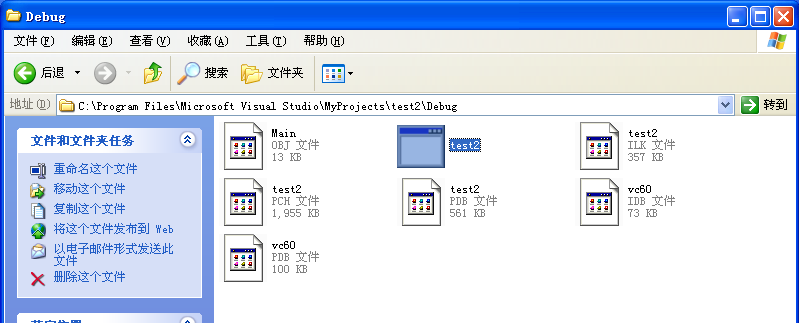 Debug
文件(F) 编辑(E) 查看(V) 收藏(A) 工具(T) 帮助(H)
后退 搜索 文件夹
地址(D) C:\Program Files\Microsoft Visual Studio\MyProjects\test2\Debug 转到
文件和文件夹任务
重命名这个文件
移动这个文件
复制这个文件
将这个文件发布到 Web
以电子邮件形式发送此
文件
删除这个文件
Main
OBJ 文件
13 KB
test2
test2
ILK 文件
357 KB
test2
PCH 文件
1,955 KB
test2
PDB 文件
561 KB
vc60
IDB 文件
73 KB
vc60
PDB 文件
100 KB